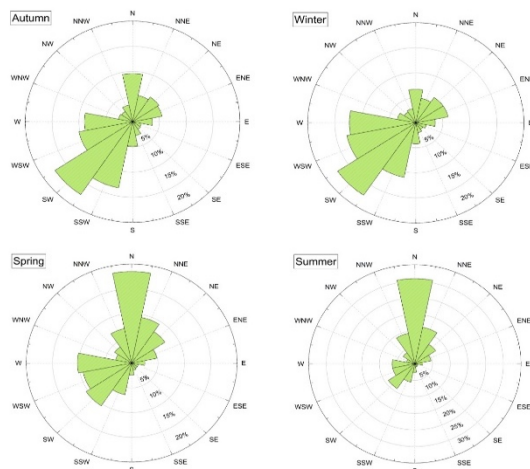 Autumn
N
NNW NNE
NW NE
WNW ENE
W E
5%
WSW 10% ESE
15%
SW 20% SE
SSW SSE
S
Winter
N
NNW NNE
NW NE
WNW ENE
W E
5%
WSW 10% ESE
15%
SW 20% SE
SSW SSE
S
Spring
N
NNW NNE
NW NE
WNW ENE
W E
5%
WSW 10% ESE
15%
SW 20% SE
SSW SSE
Summer
N
NNW NNE
NW NE
WNW ENE
W E
5%
10%
WSW 15% ESE
20%
25%
SW 30% SE
SSW SSE